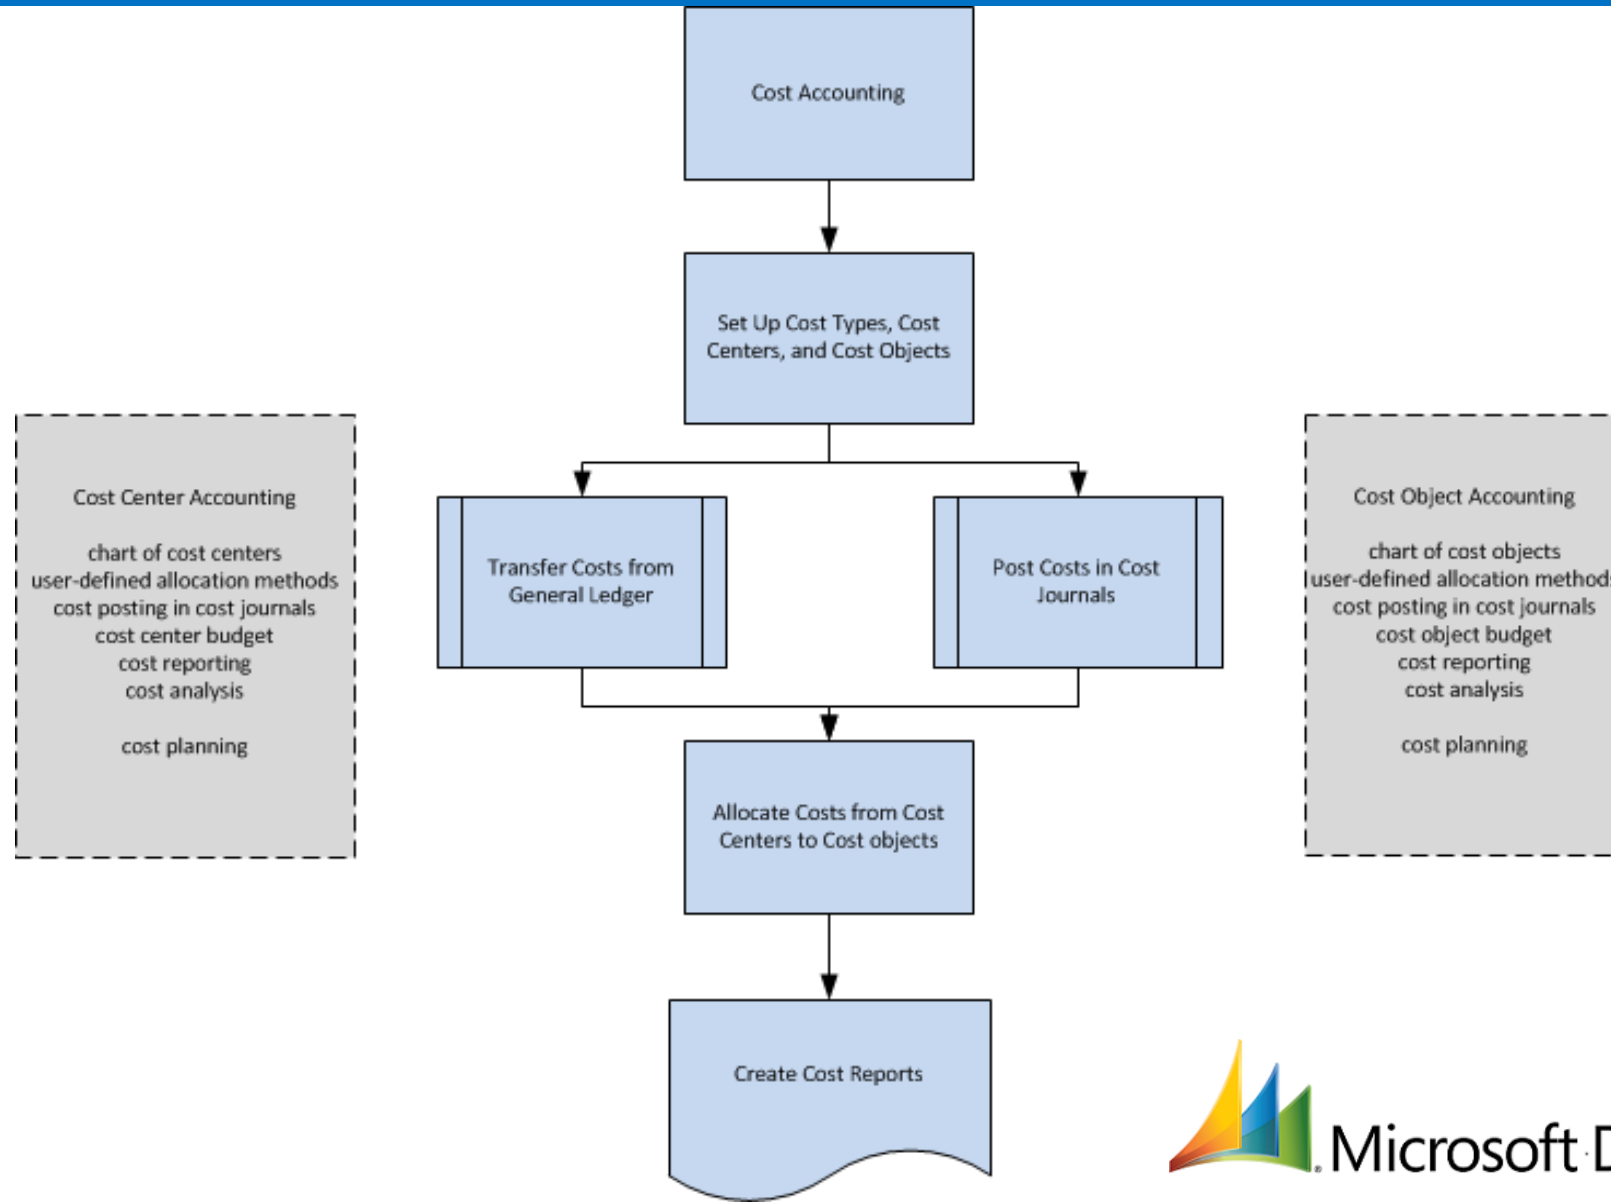 Cost Accounting
Set Up Cost Types, Cost
Centers, and Cost Objects
Cost Center Accounting
chart of cost centers
user-defined allocation methods
cost posting in cost journals
cost center budget
cost reporting
cost analysis
cost planning
Transfer Costs from
General Ledger
Post Costs in Cost
Journals
Cost Object Accounting
chart of cost objects
user-defined allocation methods
cost posting in cost journals
cost object budget
cost reporting
cost analysis
cost planning
Allocate Costs from Cost
Centers to Cost objects
Create Cost Reports
Microsoft